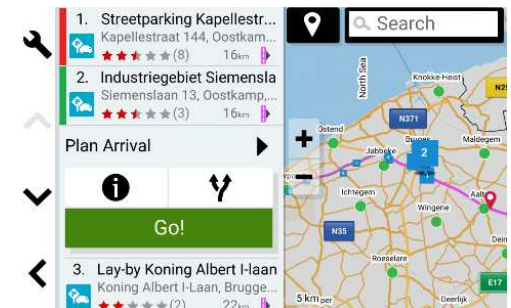 1. Streetparking Kapellestr...
Kapellestraat 144, Oostkam...
(8) 16km
2. Industriegebiet Siemensla
Siemenslaan 13, Oostkamp,...
(3) 16km
Plan Arrival
Go!
3. Lay-by Koning Albert I-laan
Koning Albert I-Laan, Brugge...
(2) 22km
Search
North Sea
Knokke-Heist
N371
Ostend
Maldegem
Jabbeke
2
Ichtegem
Wingene
Aalt
N35
Roeselare
Dein
E17
5 km
Deerlijk